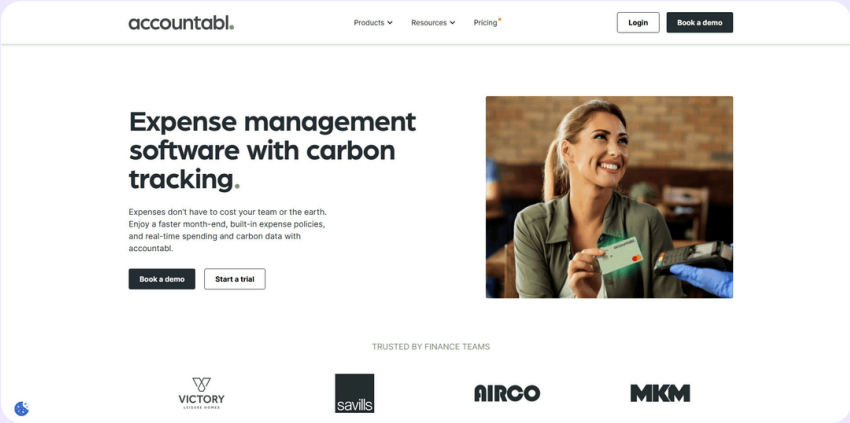 accountabl.
Products
Resources
Pricing
Login
Book a demo
Expense management
software with carbon
tracking.
Expenses don't have to cost your team or the earth.
Enjoy a faster month-end, built-in expense policies,
and real-time spending and carbon data with
accountabl.
Book a demo
Start a trial
TRUSTED BY FINANCE TEAMS
VICTORY
LEISURE HOMES
savills
AIRCO
MKM